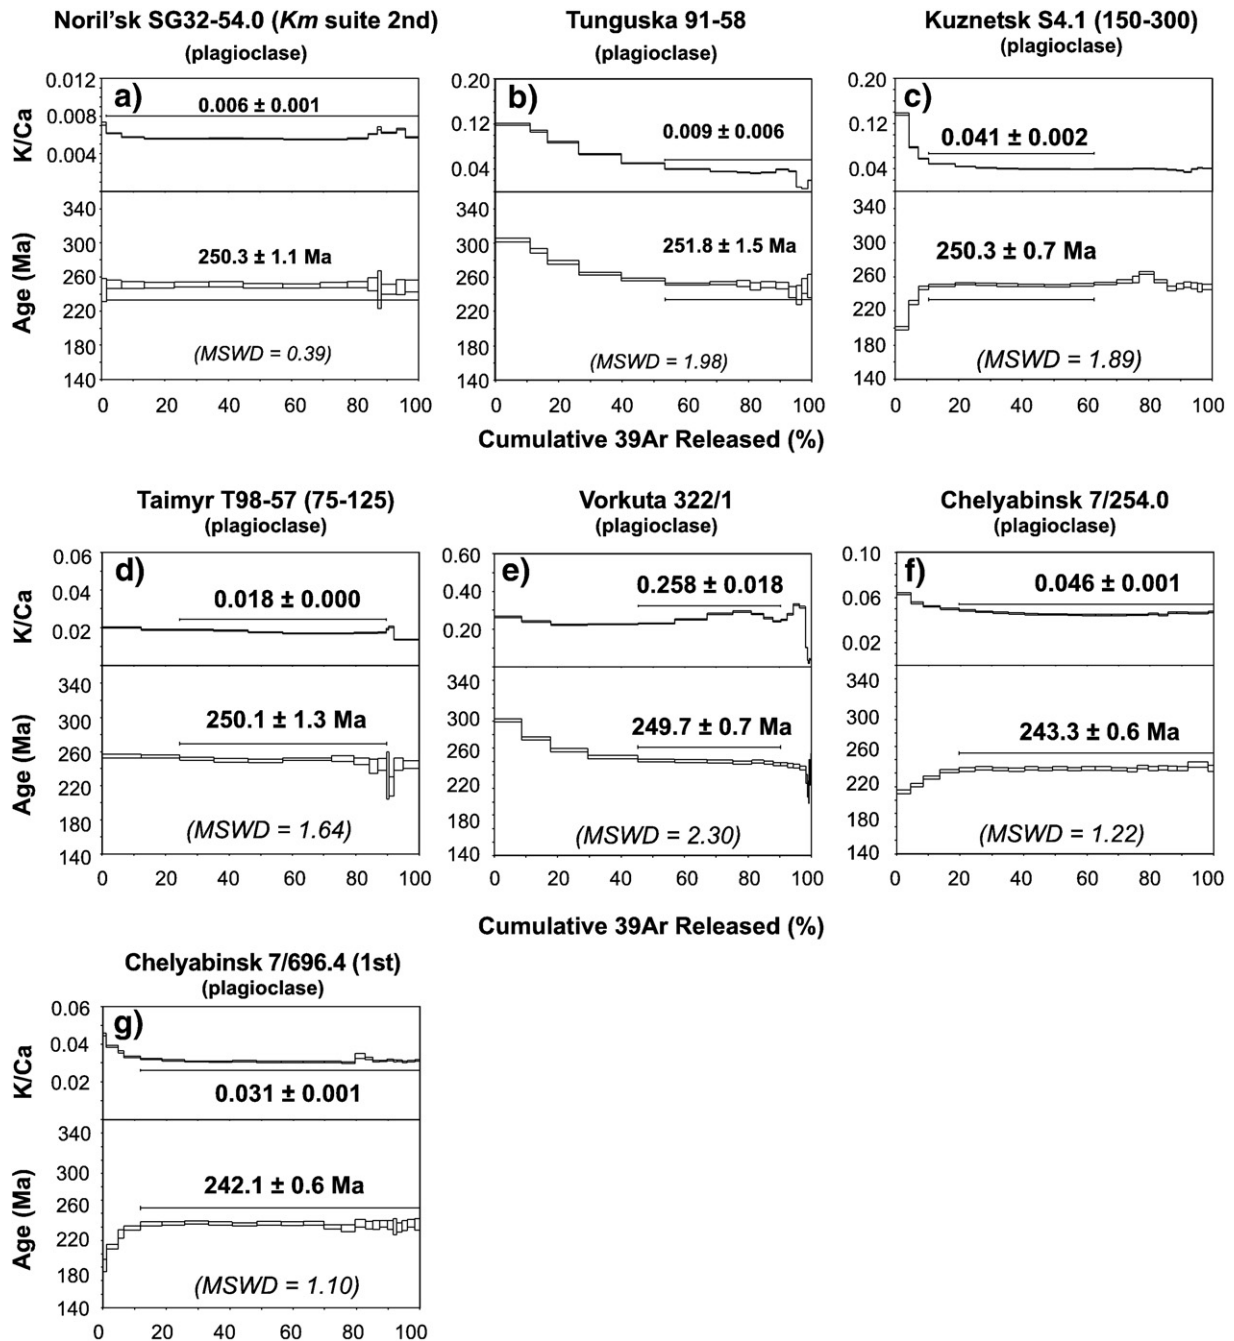 Noril'sk SG32-54.0 (Km suite 2nd)
(plagioclase)
Tunguska 91-58
(plagioclase)
Kuznetsk S4.1 (150-300)
(plagioclase)
K/Ca
0.012
0.008
0.004
a)
0.006 ± 0.001
0.20
0.12
0.04
b)
0.009 ± 0.006
0.20
0.12
0.04
c)
0.041 ± 0.002
Age (Ma)
340
300
260
220
180
140
250.3 ± 1.1 Ma
(MSWD = 0.39)
340
300
260
220
180
140
251.8 ± 1.5 Ma
(MSWD = 1.98)
340
300
260
220
180
140
250.3 ± 0.7 Ma
(MSWD = 1.89)
0 20 40 60 80 100
0 20 40 60 80 100
0 20 40 60 80 100
Cumulative 39Ar Released (%)
Taimyr T98-57 (75-125)
(plagioclase)
Vorkuta 322/1
(plagioclase)
Chelyabinsk 7/254.0
(plagioclase)
K/Ca
0.06
0.04
0.02
d)
0.018 ± 0.000
0.60
0.40
0.20
e)
0.258 ± 0.018
0.10
0.06
0.02
f)
0.046 ± 0.001
Age (Ma)
340
300
260
220
180
140
250.1 ± 1.3 Ma
(MSWD = 1.64)
340
300
260
220
180
140
249.7 ± 0.7 Ma
(MSWD = 2.30)
340
300
260
220
180
140
243.3 ± 0.6 Ma
(MSWD = 1.22)
0 20 40 60 80 100
0 20 40 60 80 100
0 20 40 60 80 100
Cumulative 39Ar Released (%)
Chelyabinsk 7/696.4 (1st)
(plagioclase)
K/Ca
0.06
0.04
0.02
g)
0.031 ± 0.001
Age (Ma)
340
300
260
220
180
140
242.1 ± 0.6 Ma
(MSWD = 1.10)
0 20 40 60 80 100